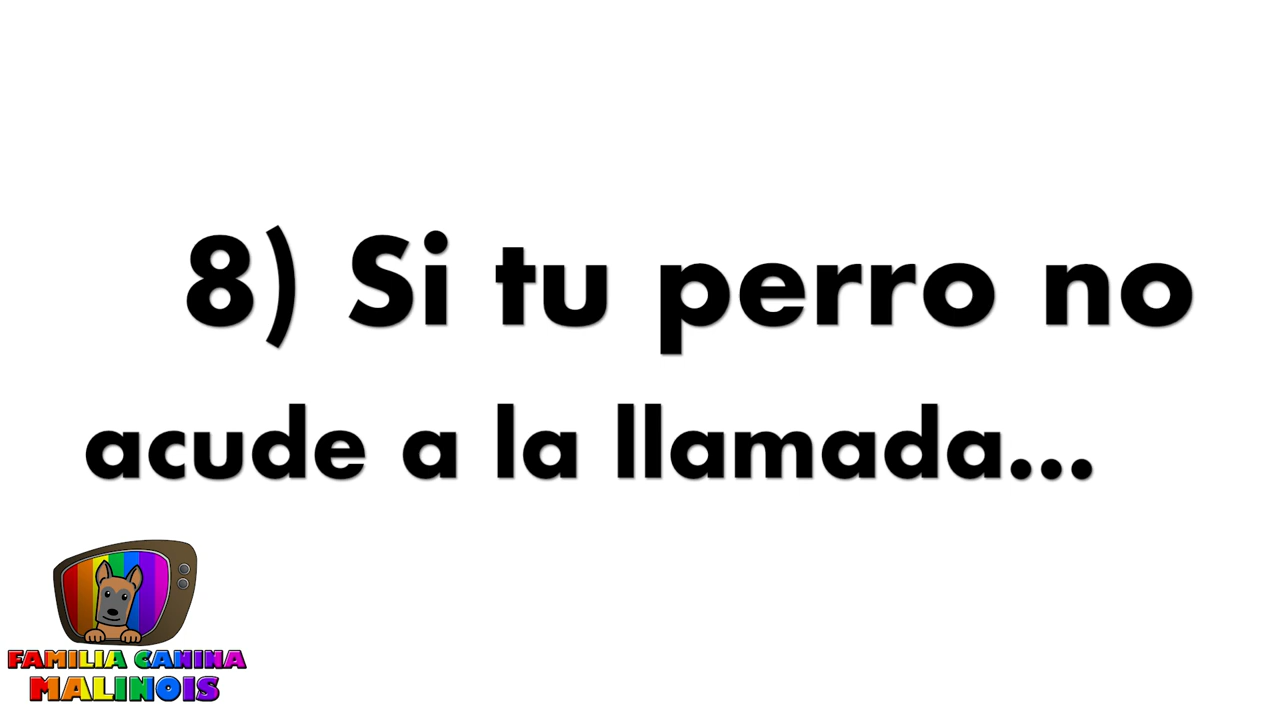 8) Si tu perro no
acude a la llamada...
FAMILIA CANINA
MALINOIS